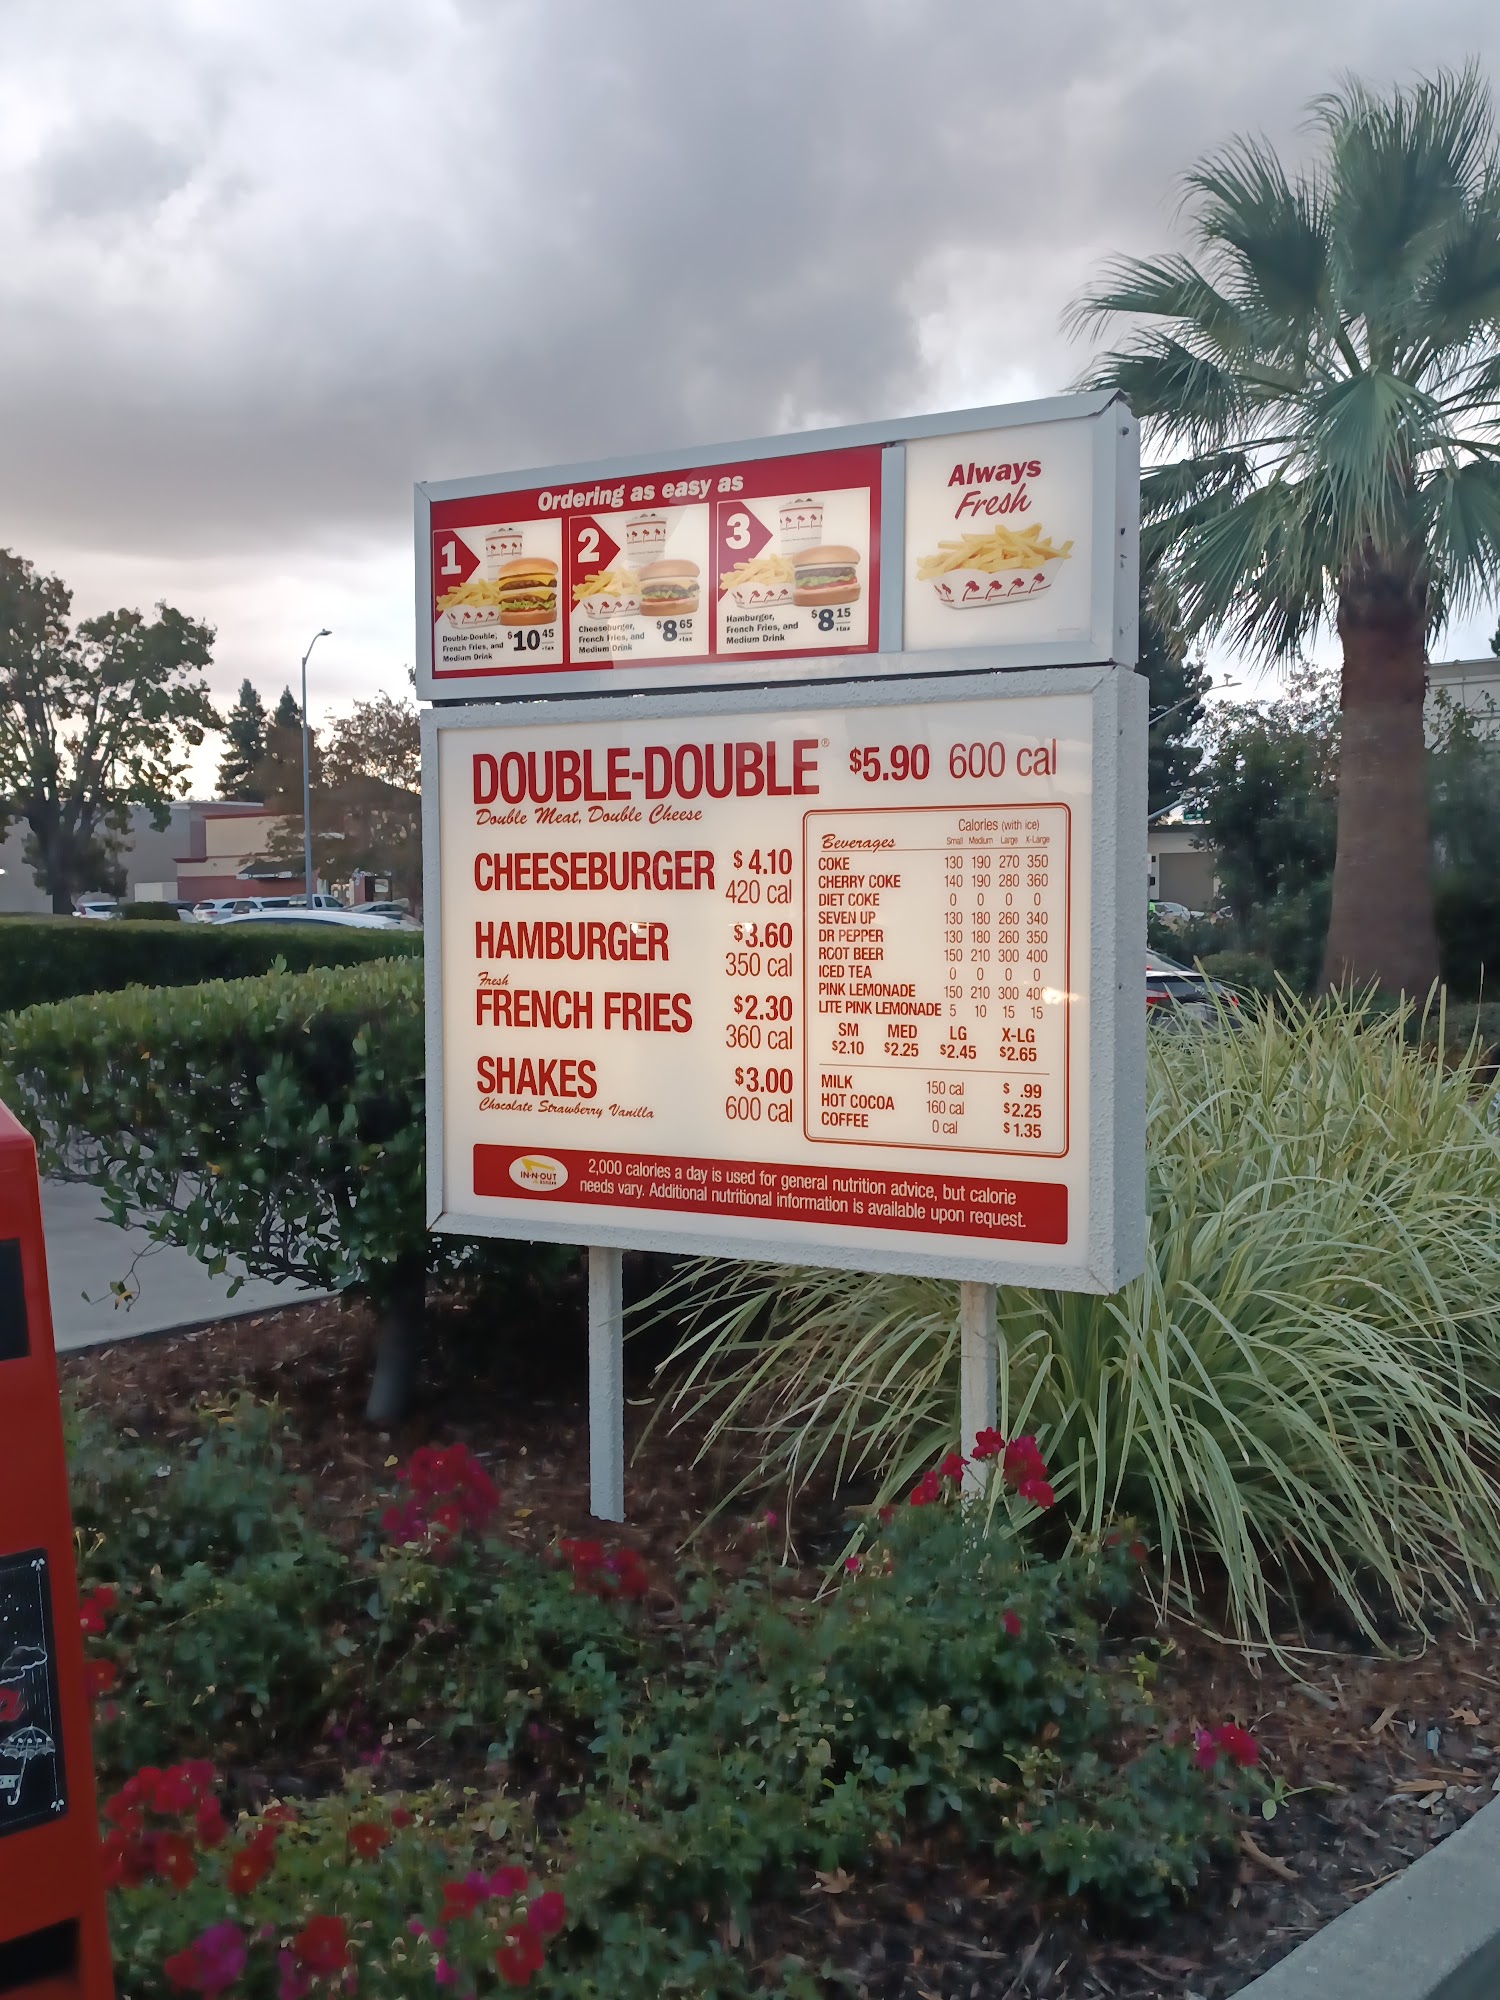 Ordering as easy as
1
Double-Double,
French Fries, and
Medium Drink
$10 45 +tax
2
Cheeseburger,
French Fries, and
Medium Drink
$8 65 +tax
3
Hamburger,
French Fries, and
Medium Drink
$8 15 +tax
Always
Fresh
DOUBLE-DOUBLE® $5.90 600 cal
Double Meat, Double Cheese
CHEESEBURGER $4.10
420 cal
HAMBURGER $3.60
350 cal
Fresh
FRENCH FRIES $2.30
360 cal
SHAKES $3.00
Chocolate Strawberry Vanilla 600 cal
Calories (with ice)
Beverages Small Medium Large X-Large
COKE 130 190 270 350
CHERRY COKE 140 190 280 360
DIET COKE 0 0 0 0
SEVEN UP 130 180 260 340
DR PEPPER 130 180 260 350
ROOT BEER 150 210 300 400
ICED TEA 0 0 0 0
PINK LEMONADE 150 210 300 400
LITE PINK LEMONADE 5 10 15 15
SM MED LG X-LG
$2.10 $2.25 $2.45 $2.65
MILK 150 cal $ .99
HOT COCOA 160 cal $2.25
COFFEE 0 cal $1.35
IN-N-OUT
BURGER
2,000 calories a day is used for general nutrition advice, but calorie
needs vary. Additional nutritional information is available upon request.